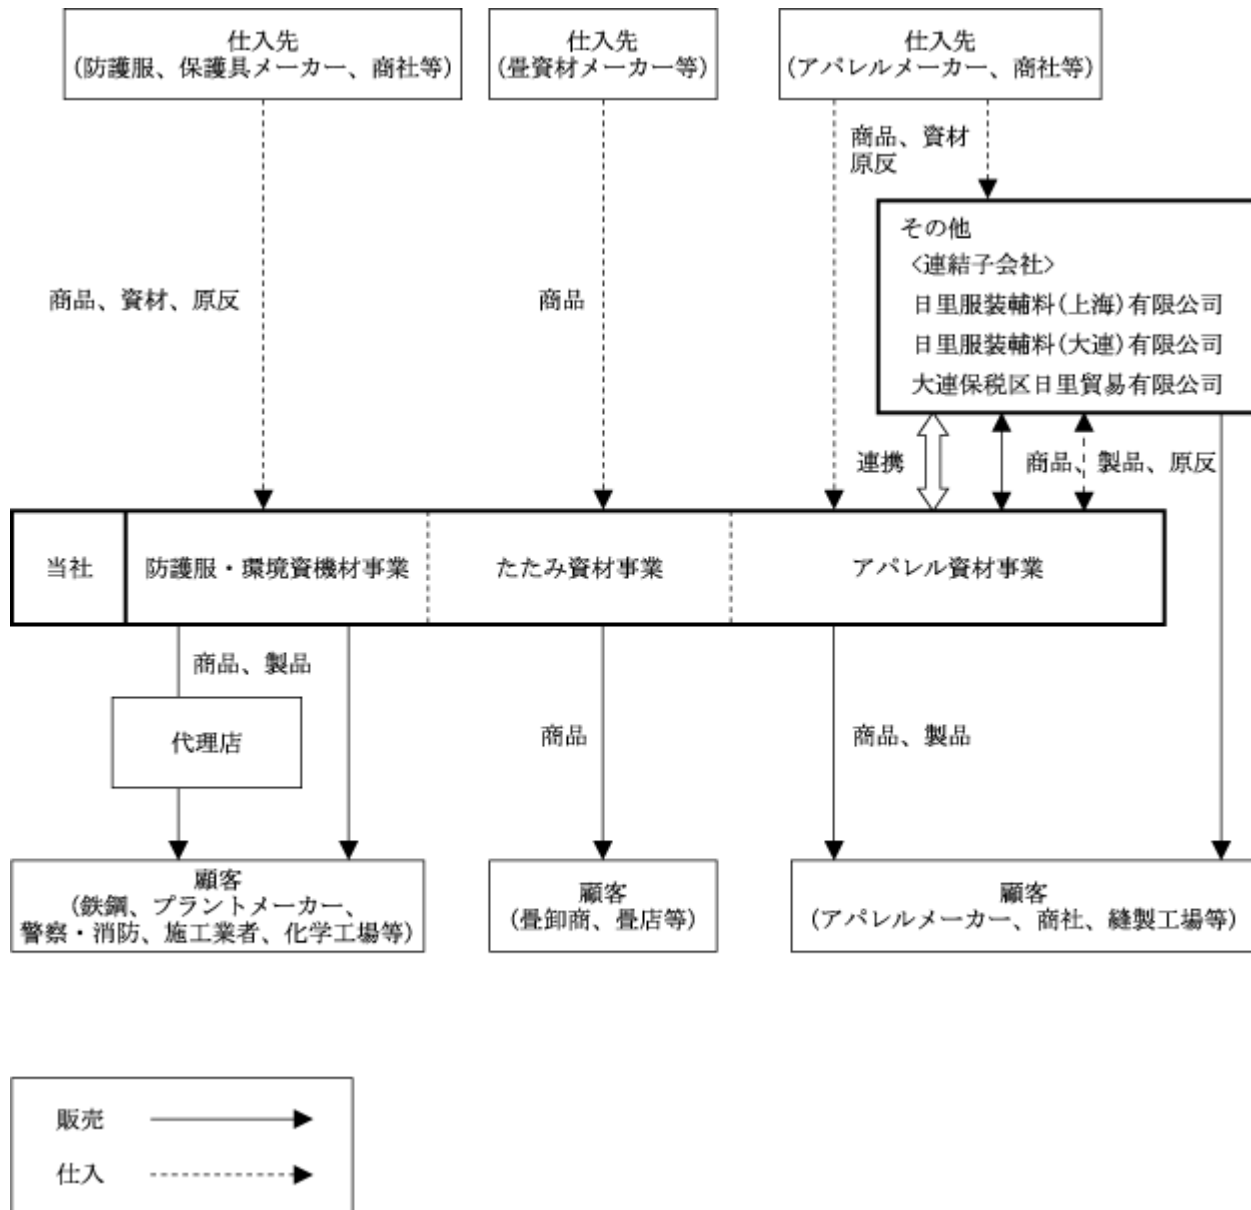 仕入先
(防護服、保護具メーカー、商社等)
仕入先
(畳資材メーカー等)
仕入先
(アパレルメーカー、商社等)
商品、資材
原反
その他
<連結子会社>
日里服装輔料(上海)有限公司
日里服装輔料(大連)有限公司
大連保税区日里貿易有限公司
商品、資材、原反
商品
連携
商品、製品、原反
当社
防護服・環境資機材事業
たたみ資材事業
アパレル資材事業
商品、製品
代理店
商品
商品、製品
顧客
(鉄鋼、プラントメーカー、
警察・消防、施工業者、化学工場等)
顧客
(畳卸商、畳店等)
顧客
(アパレルメーカー、商社、縫製工場等)
販売
仕入